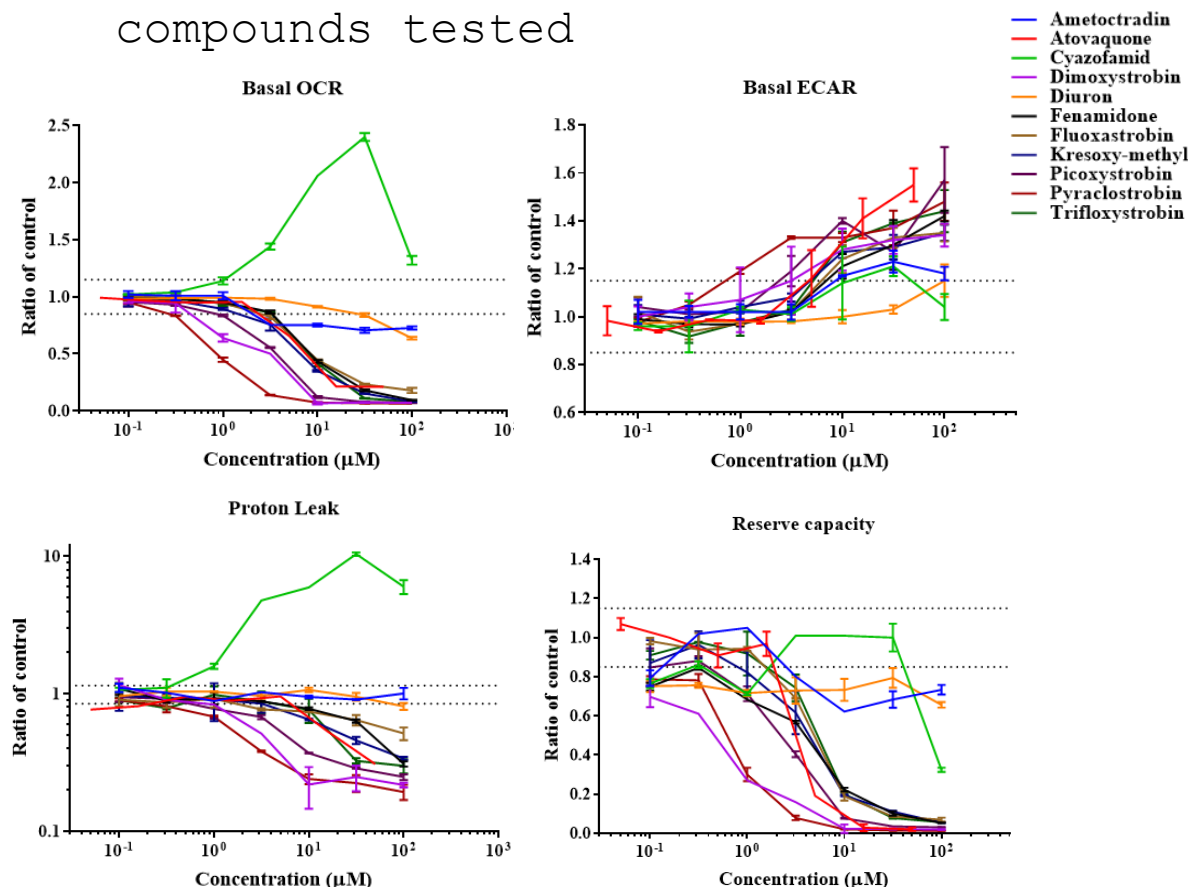 compounds tested
Ametoctradin
Atovaquone
Cyazofamid
Dimoxystrobin
Diuron
Fenamidone
Fluoxastrobin
Kresoxy-methyl
Picoxystrobin
Pyraclostrobin
Trifloxystrobin
Basal OCR
Ratio of control
2.5
2.0
1.5
1.0
0.5
0.0
10⁻¹ 10⁰ 10¹ 10² 10
Concentration (µM)
Basal ECAR
Ratio of control
1.8
1.6
1.4
1.2
1.0
0.8
0.6
10⁻¹ 10⁰ 10¹ 10²
Concentration (µM)
Proton Leak
Ratio of control
10
1
0.1
10⁻¹ 10⁰ 10¹ 10² 10³
Concentration (µM)
Reserve capacity
Ratio of control
1.4
1.2
1.0
0.8
0.6
0.4
0.2
0.0
10⁻¹ 10⁰ 10¹ 10²
Concentration (µM)